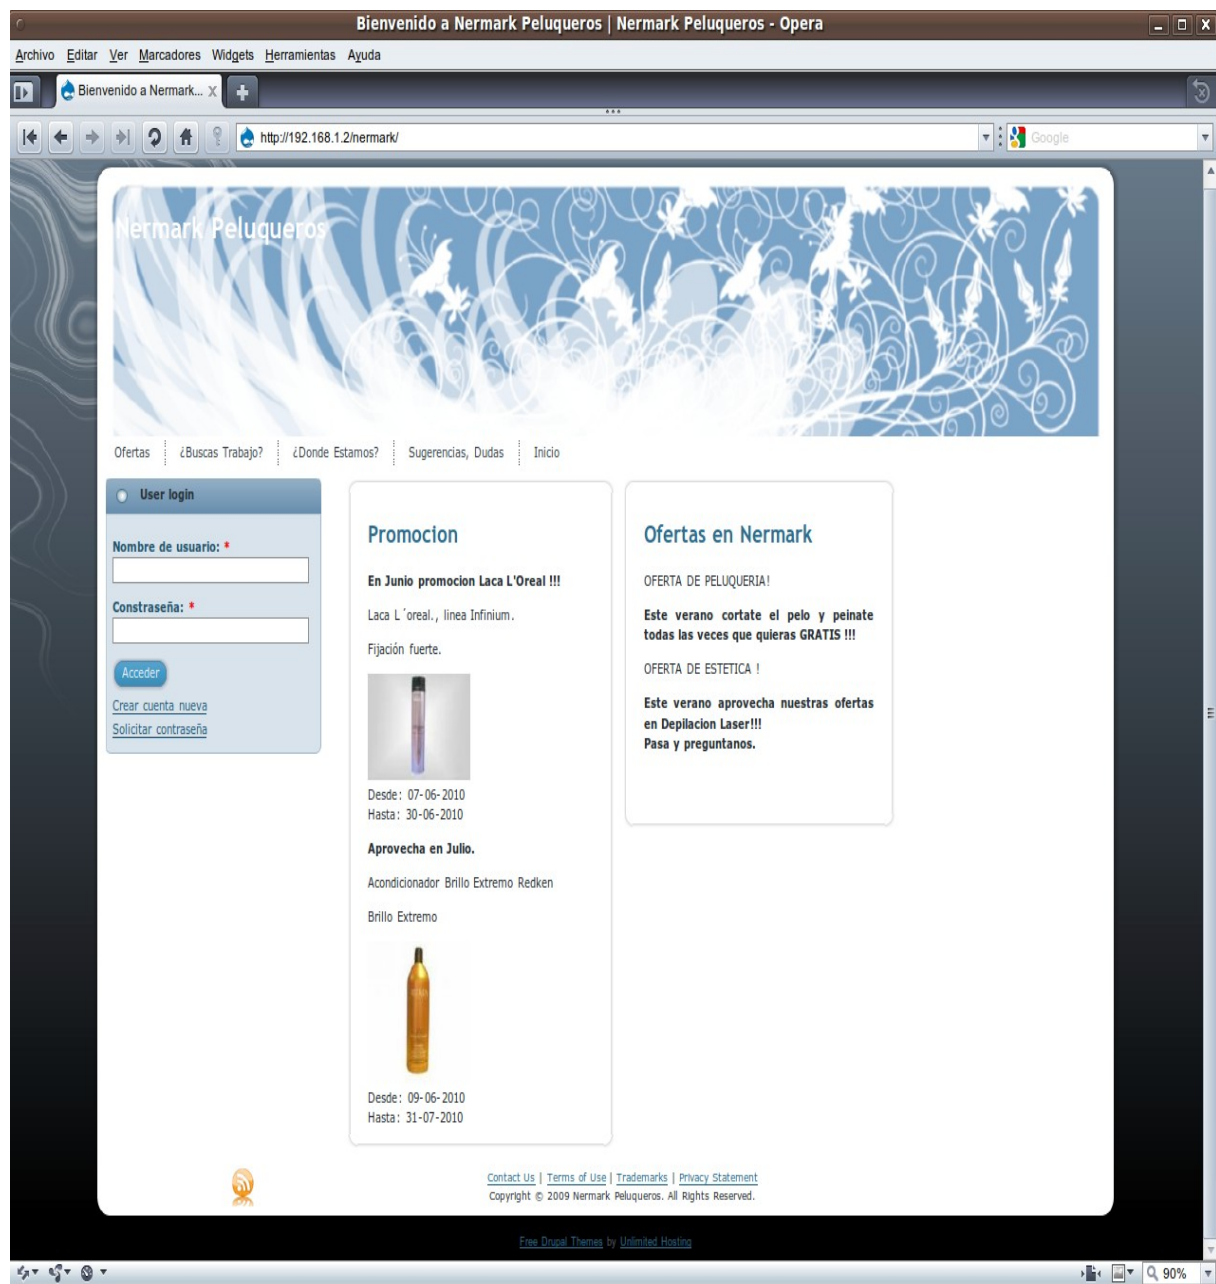 Bienvenido a Nermark Peluqueros | Nermark Peluqueros - Opera
Archivo Editar Ver Marcadores Widgets Herramientas Ayuda
Bienvenido a Nermark...
http://192.168.1.2/nermark/
Google
Nermark Peluqueros
Ofertas
¿Buscas Trabajo?
¿Donde Estamos?
Sugerencias, Dudas
Inicio
User login
Nombre de usuario: *
Constraseña: *
Acceder
Crear cuenta nueva
Solicitar contraseña
Promocion
En Junio promocion Laca L'Oreal !!!
Laca L´oreal., linea Infinium.
Fijación fuerte.
Desde: 07-06-2010
Hasta: 30-06-2010
Aprovecha en Julio.
Acondicionador Brillo Extremo Redken
Brillo Extremo
Desde: 09-06-2010
Hasta: 31-07-2010
Ofertas en Nermark
OFERTA DE PELUQUERIA!
Este verano cortate el pelo y peinate
todas las veces que quieras GRATIS !!!
OFERTA DE ESTETICA !
Este verano aprovecha nuestras ofertas
en Depilacion Laser!!!
Pasa y preguntanos.
Contact Us | Terms of Use | Trademarks | Privacy Statement
Copyright © 2009 Nermark Peluqueros. All Rights Reserved.
Free Drupal Themes by Unlimited Hosting
90%